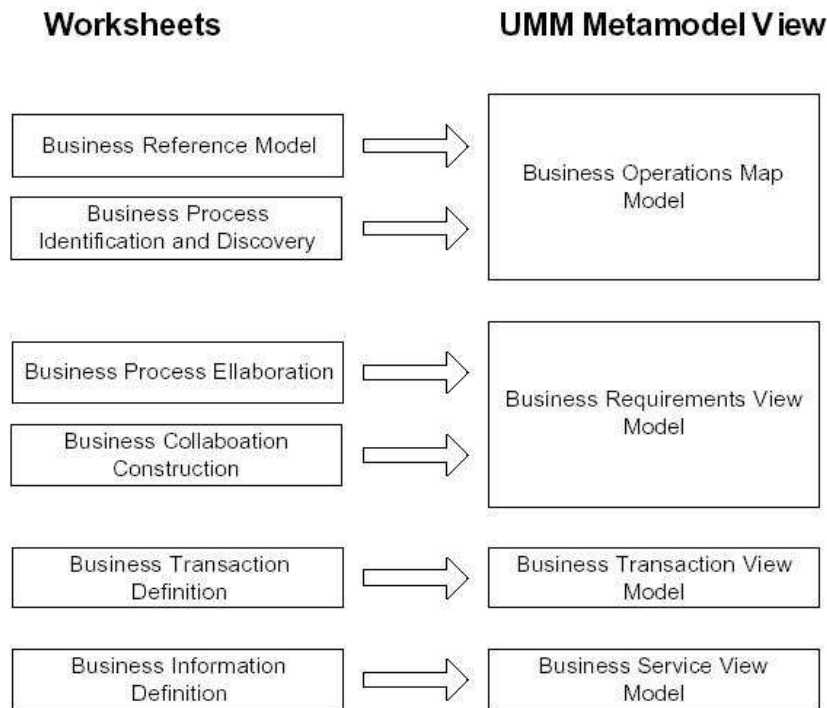 Worksheets
UMM Metamodel View
Business Reference Model
Business Process
Identification and Discovery
Business Operations Map
Model
Business Process Ellaboration
Business Collaboation
Construction
Business Requirements View
Model
Business Transaction
Definition
Business Transaction View
Model
Business Information
Definition
Business Service View
Model